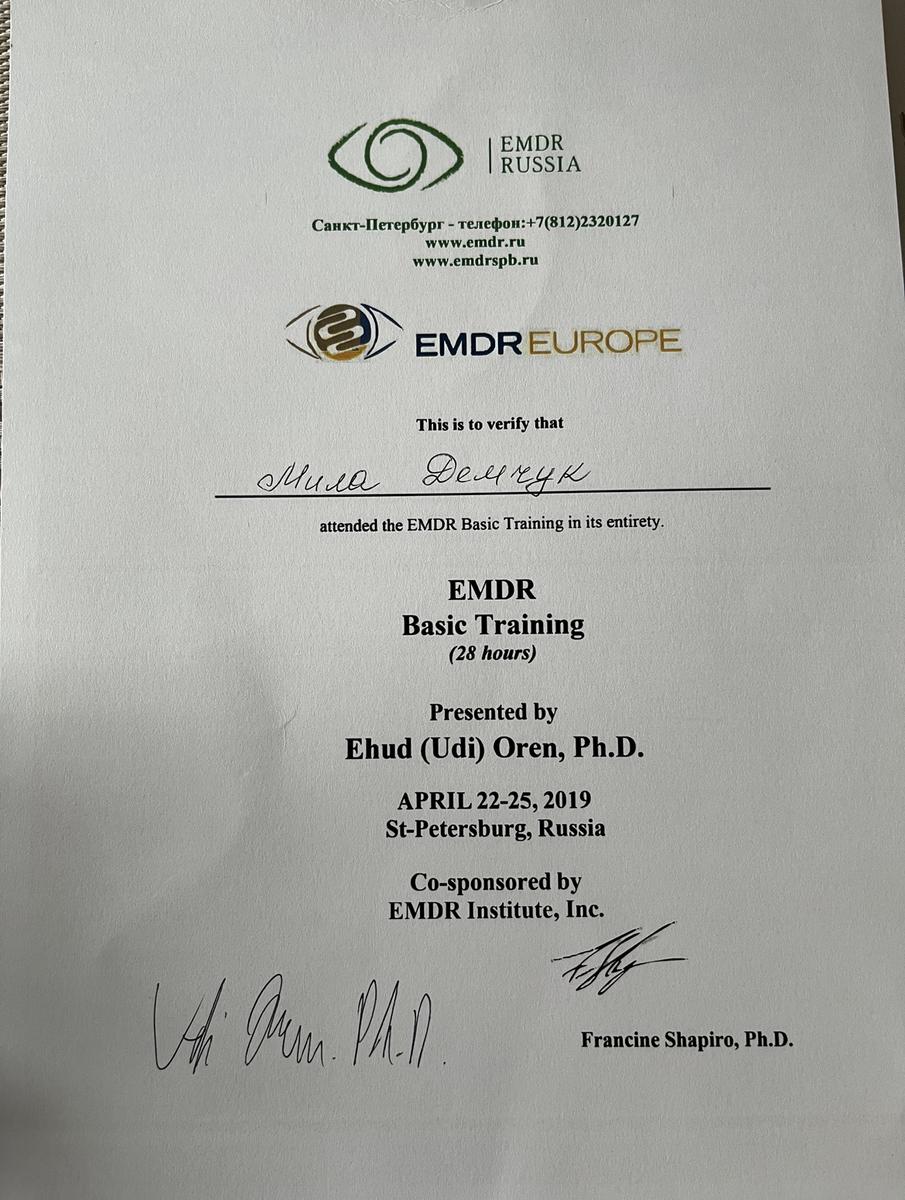 EMDR
RUSSIA
Санкт-Петербург - телефон:+7(812)2320127
www.emdr.ru
www.emdrspb.ru
EMDR EUROPE
This is to verify that
Мила Демчук
attended the EMDR Basic Training in its entirety.
EMDR
Basic Training
(28 hours)
Presented by
Ehud (Udi) Oren, Ph.D.
APRIL 22-25, 2019
St-Petersburg, Russia
Co-sponsored by
EMDR Institute, Inc.
Udi Oren. Ph.D.
Francine Shapiro, Ph.D.